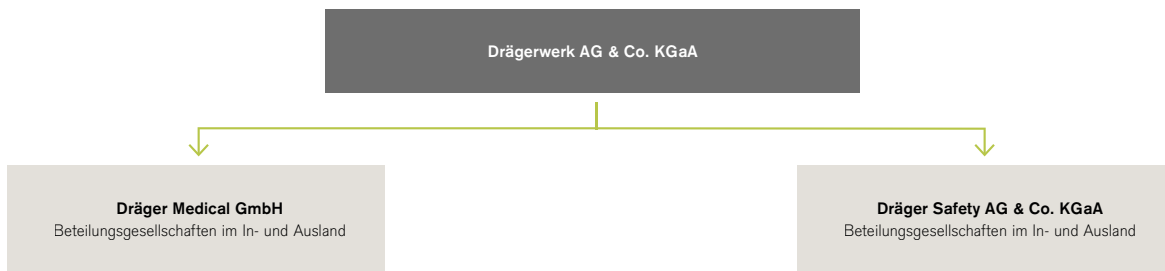 Drägerwerk AG & Co. KGaA
Dräger Medical GmbH
Beteilungsgesellschaften im In- und Ausland
Dräger Safety AG & Co. KGaA
Beteilungsgesellschaften im In- und Ausland